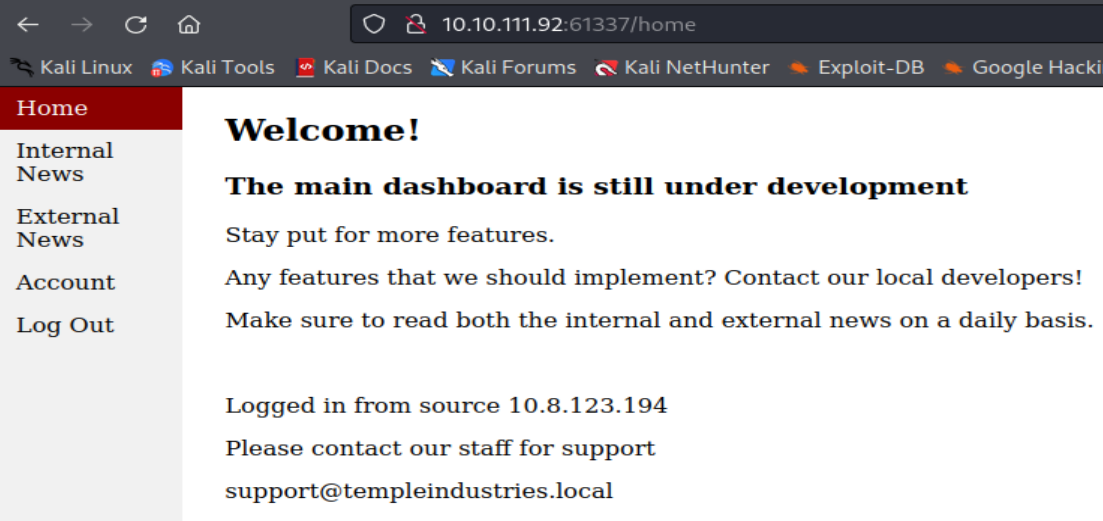 10.10.111.92:61337/home
Kali Linux Kali Tools Kali Docs Kali Forums Kali NetHunter Exploit-DB Google Hacki
Home
Internal
News
External
News
Account
Log Out
Welcome!
The main dashboard is still under development
Stay put for more features.
Any features that we should implement? Contact our local developers!
Make sure to read both the internal and external news on a daily basis.
Logged in from source 10.8.123.194
Please contact our staff for support
support@templeindustries.local